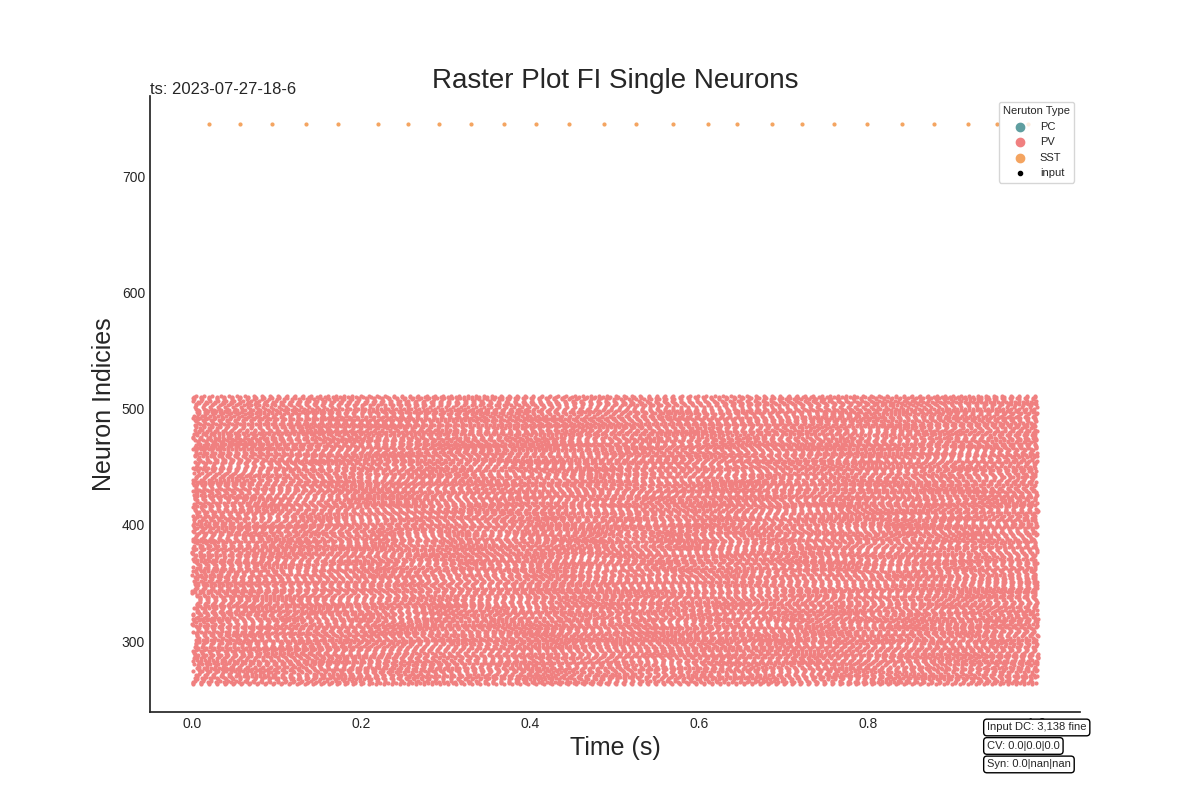 Raster Plot FI Single Neurons
ts: 2023-07-27-18-6
Neruton Type
PC
PV
SST
input
Neuron Indicies
700
600
500
400
300
0.0
0.2
0.4
0.6
0.8
Time (s)
Input DC: 3,138 fine
CV: 0.0|0.0|0.0
Syn: 0.0|nan|nan